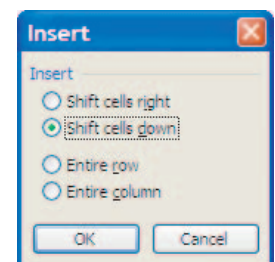 Insert
Insert
Shift cells right
Shift cells down
Entire row
Entire column
OK Cancel